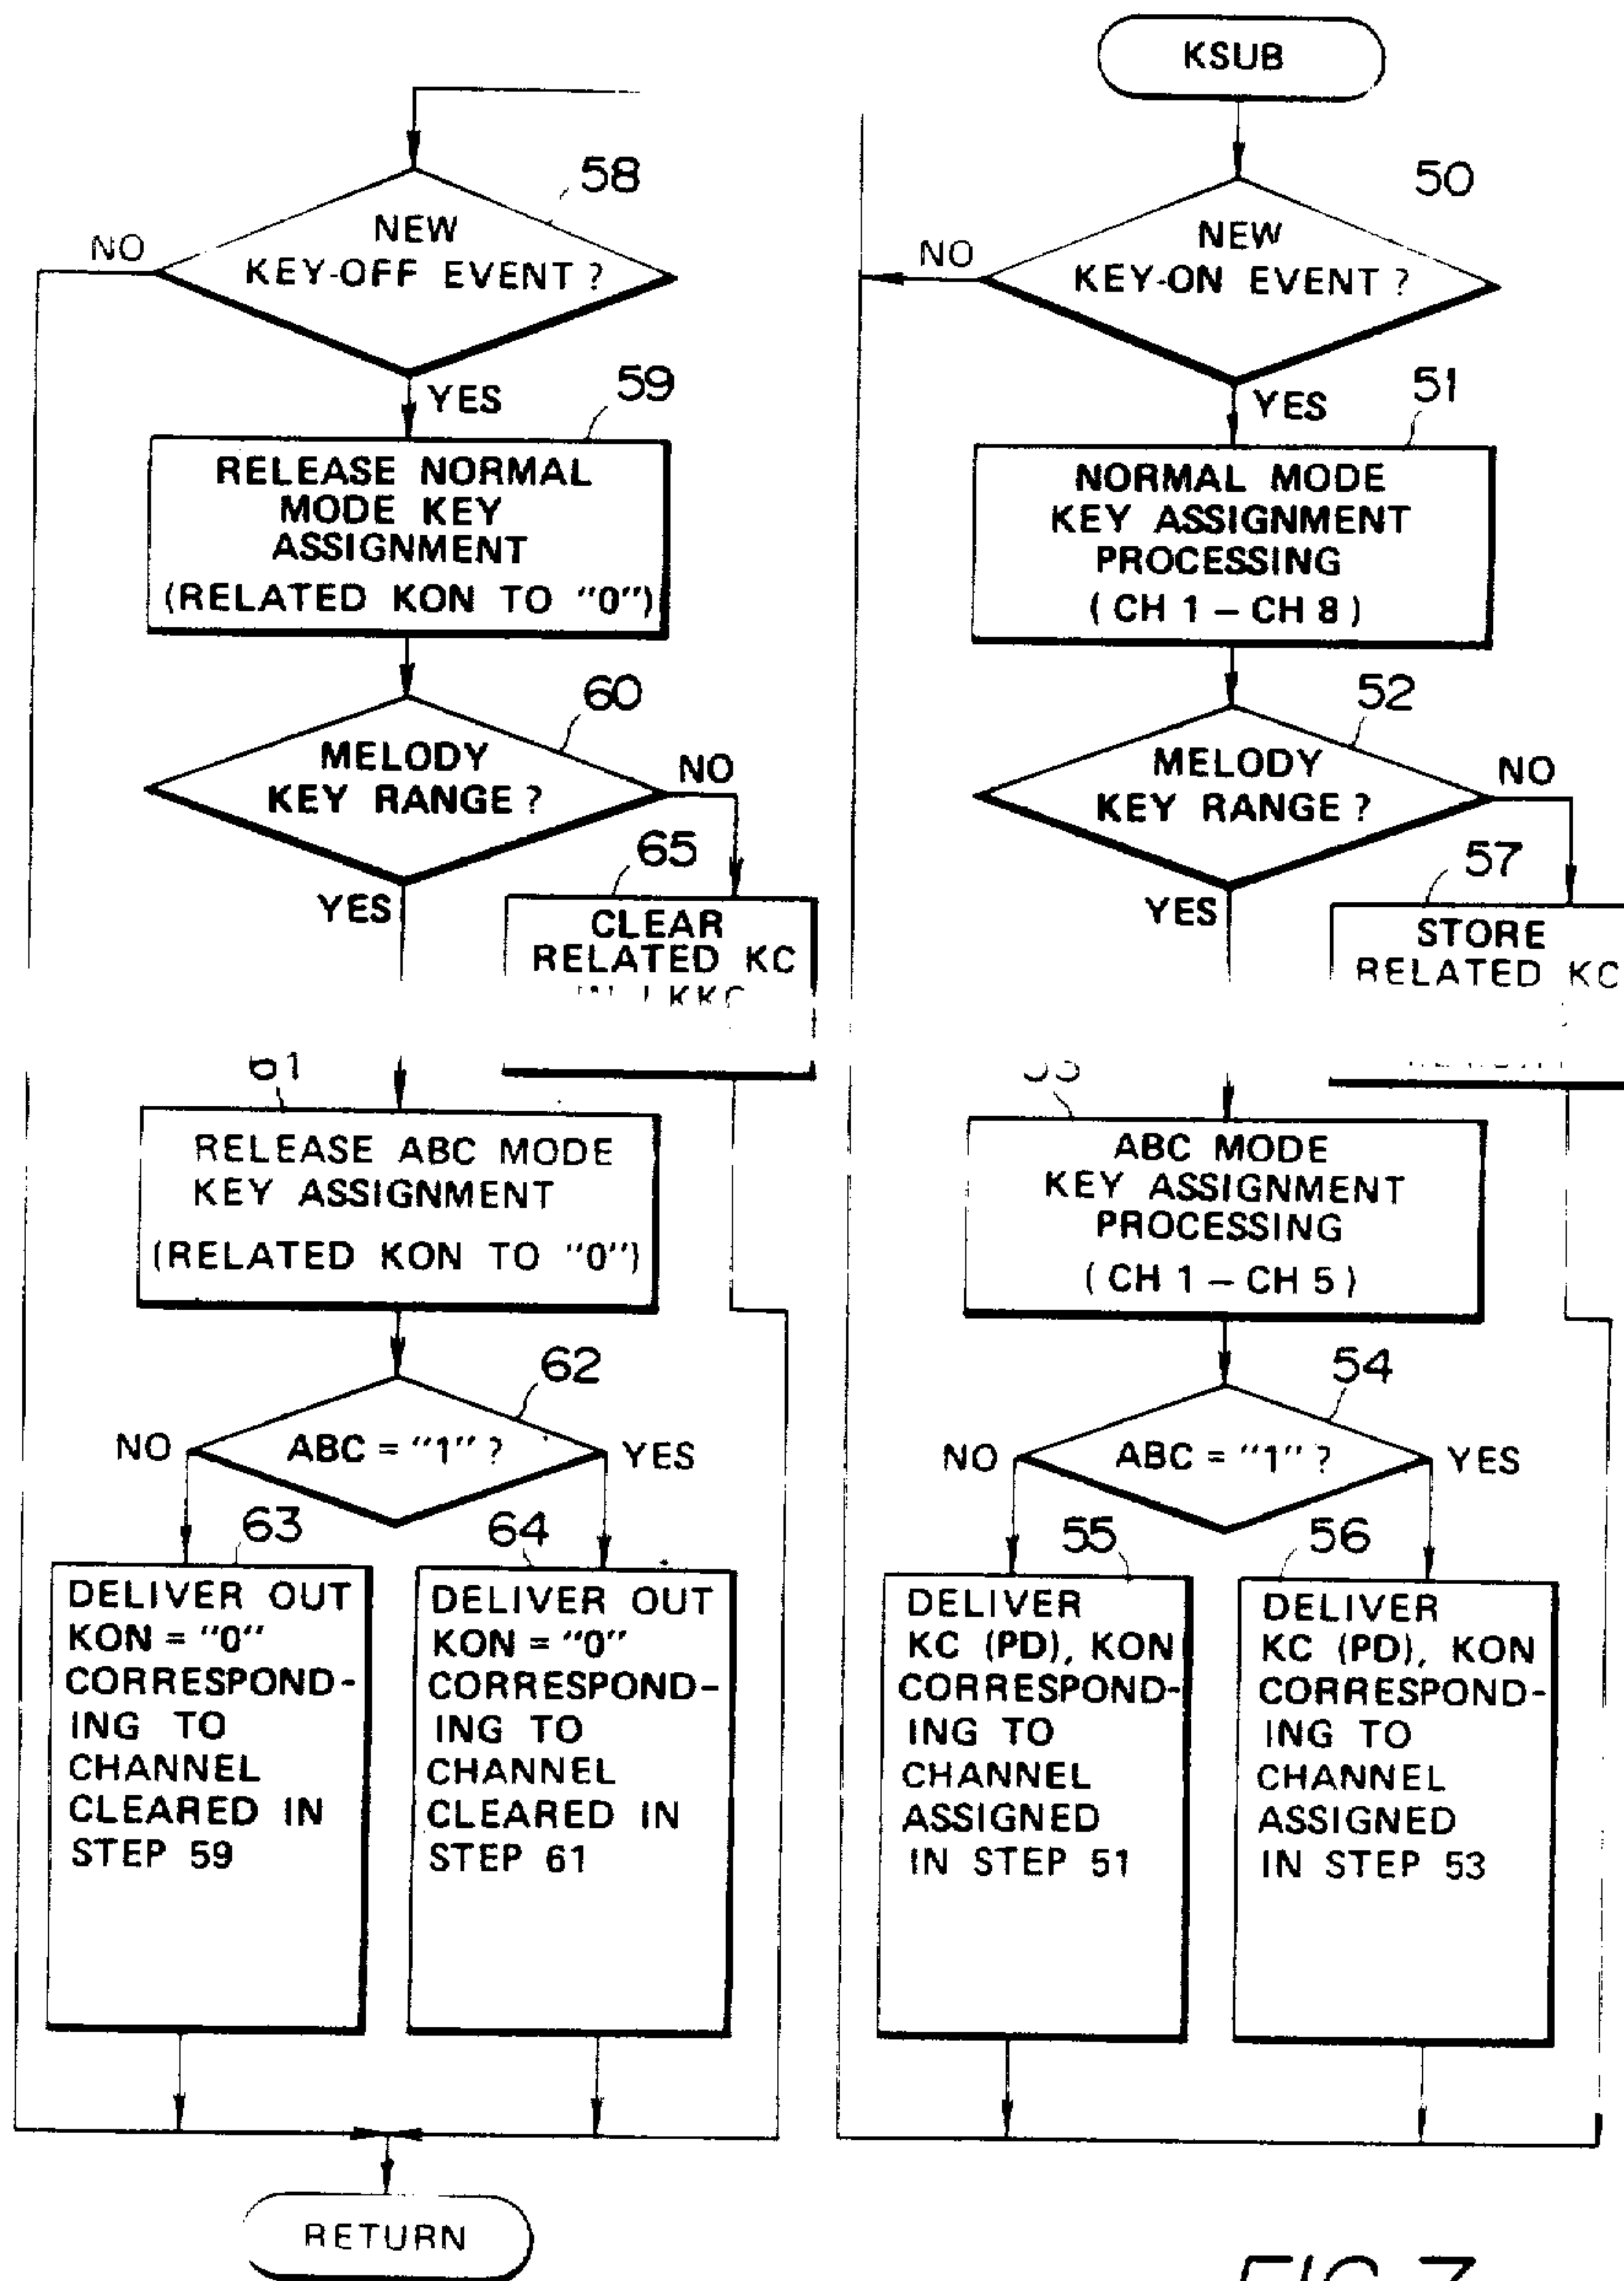 KSUB
50
NEW
KEY-ON EVENT ?
NO
YES
51
NORMAL MODE
KEY ASSIGNMENT
PROCESSING
( CH 1 – CH 8 )
52
MELODY
KEY RANGE ?
NO
YES
57
STORE
RELATED KC
ABC MODE
KEY ASSIGNMENT
PROCESSING
( CH 1 – CH 5 )
54
ABC = "1" ?
NO
YES
55
DELIVER
KC (PD), KON
CORRESPOND-
ING TO
CHANNEL
ASSIGNED
IN STEP 51
56
DELIVER
KC (PD), KON
CORRESPOND-
ING TO
CHANNEL
ASSIGNED
IN STEP 53
58
NEW
KEY-OFF EVENT ?
NO
YES
59
RELEASE NORMAL
MODE KEY
ASSIGNMENT
(RELATED KON TO "0")
60
MELODY
KEY RANGE ?
NO
YES
65
CLEAR
RELATED KC
61
RELEASE ABC MODE
KEY ASSIGNMENT
(RELATED KON TO "0")
62
ABC = "1" ?
NO
YES
63
DELIVER OUT
KON = "0"
CORRESPOND-
ING TO
CHANNEL
CLEARED IN
STEP 59
64
DELIVER OUT
KON = "0"
CORRESPOND-
ING TO
CHANNEL
CLEARED IN
STEP 61
RETURN
FIG.7